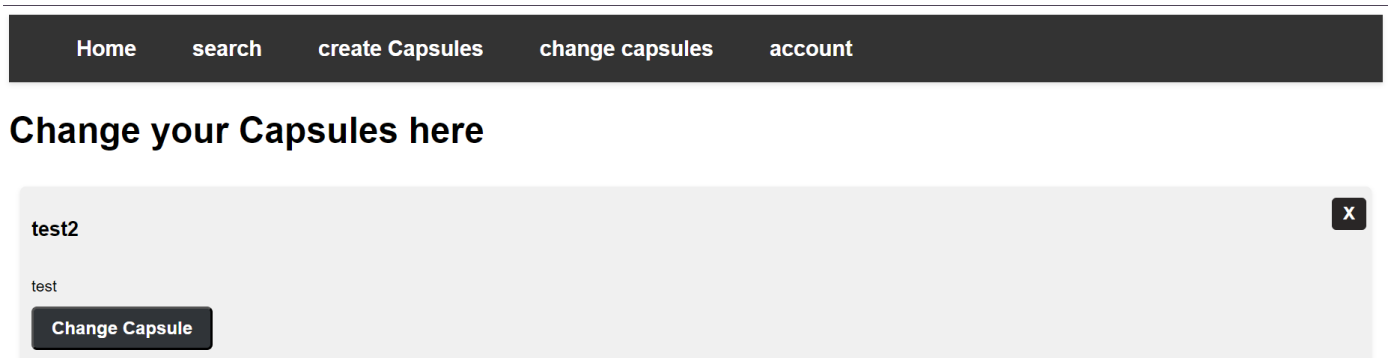 Home search create Capsules change capsules account
Change your Capsules here
test2 X
test
Change Capsule